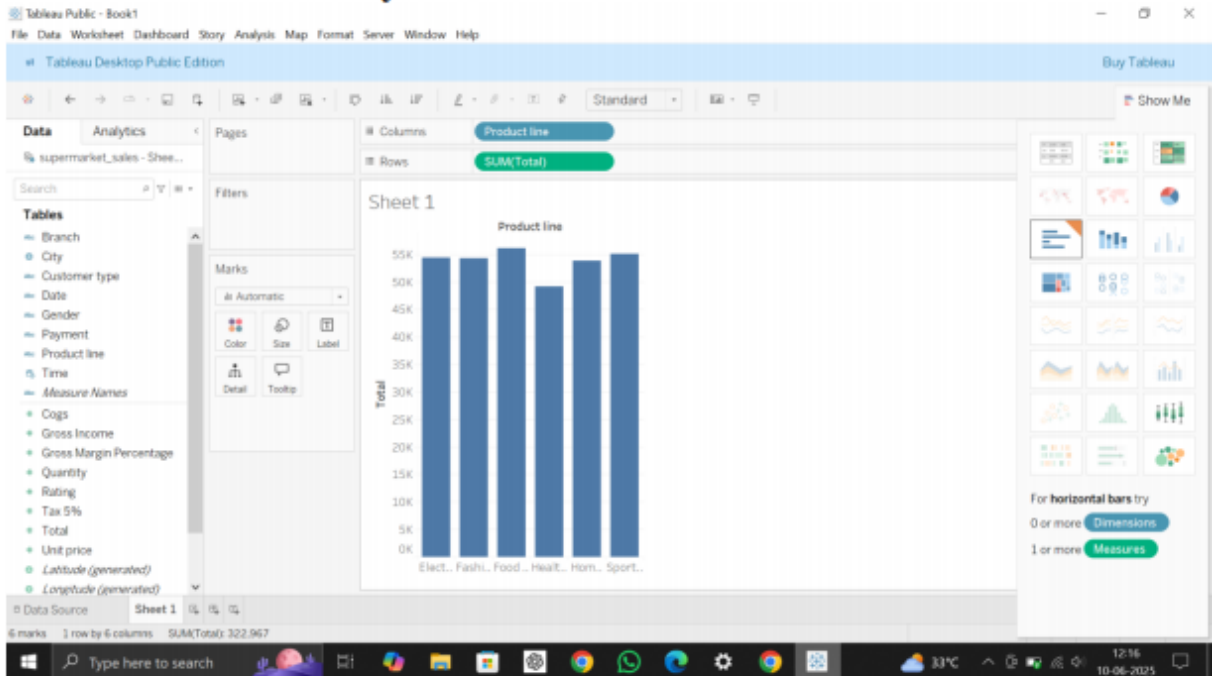 Tableau Public - Book1
File Data Worksheet Dashboard Story Analysis Map Format Server Window Help
Tableau Desktop Public Edition
Buy Tableau
Standard
Show Me
Data Analytics
Pages
Columns Product line
supermarket_sales - Shee...
Rows SUM(Total)
Search
Filters
Tables
Branch
City
Customer type
Date
Gender
Payment
Product line
Time
Measure Names
Cogs
Gross Income
Gross Margin Percentage
Quantity
Rating
Tax 5%
Total
Unit price
Latitude (generated)
Longitude (generated)
Marks
Automatic
Color Size Label
Detail Tooltip
Sheet 1
Product line
55K
50K
45K
40K
35K
30K
25K
20K
15K
10K
5K
0K
Total
Elect.. Fashi.. Food .. Healt.. Hom.. Sport..
For horizontal bars try
0 or more Dimensions
1 or more Measures
Data Source Sheet 1
6 marks 1 row by 6 columns SUM(Total): 322,967
Type here to search
33°C
12:16
10-06-2025